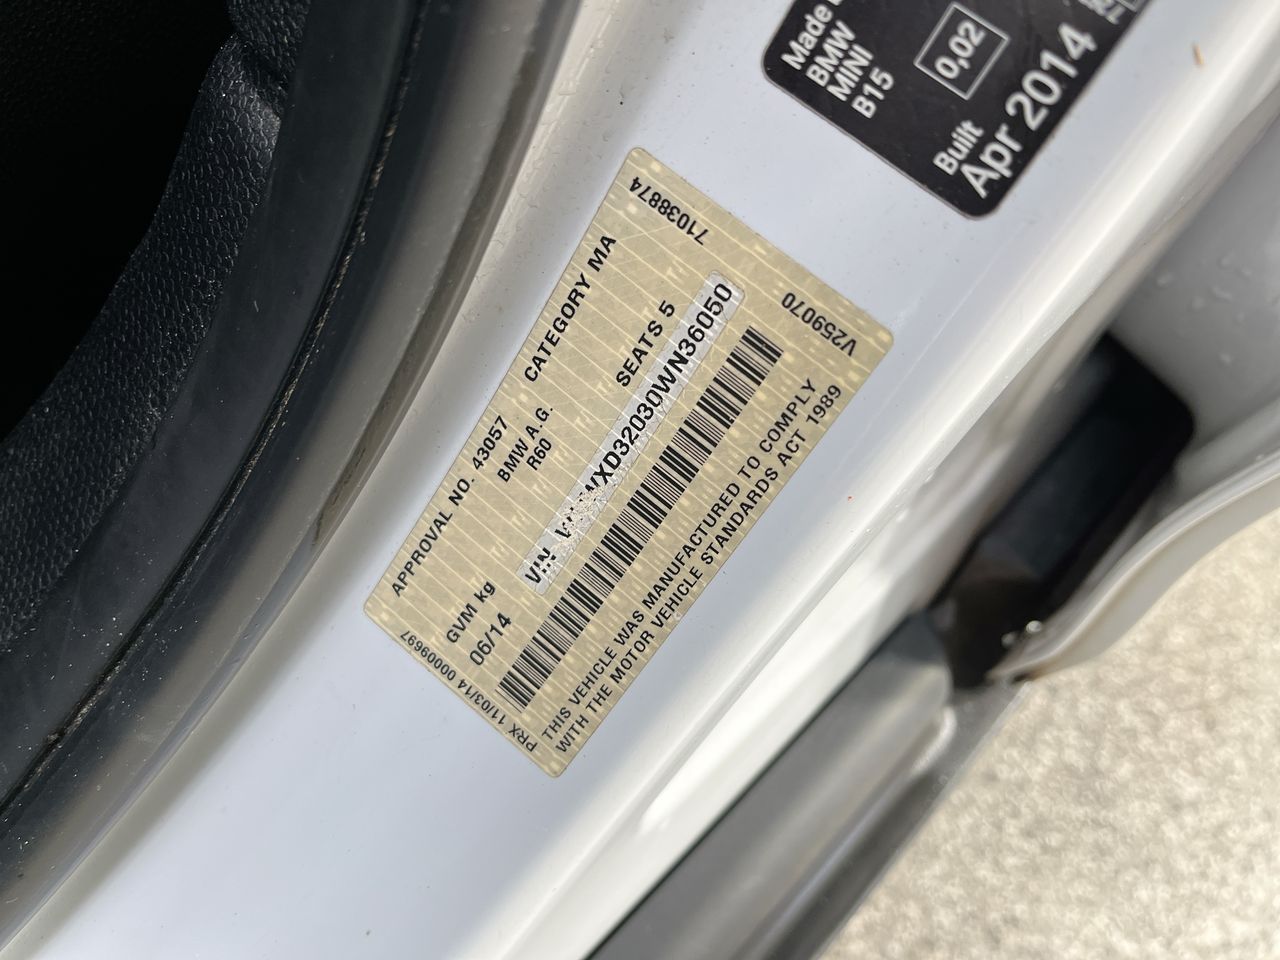 BMW
MINI
B15
0,02
Built
Apr 2014
71038874
V259070
APPROVAL NO. 43057 CATEGORY MA
BMW A.G.
R60
GVM kg SEATS 5
06/14
VIN WXD32030WN36050
THIS VEHICLE WAS MANUFACTURED TO COMPLY
WITH THE MOTOR VEHICLE STANDARDS ACT 1989
PRX 11/03/14 00009697